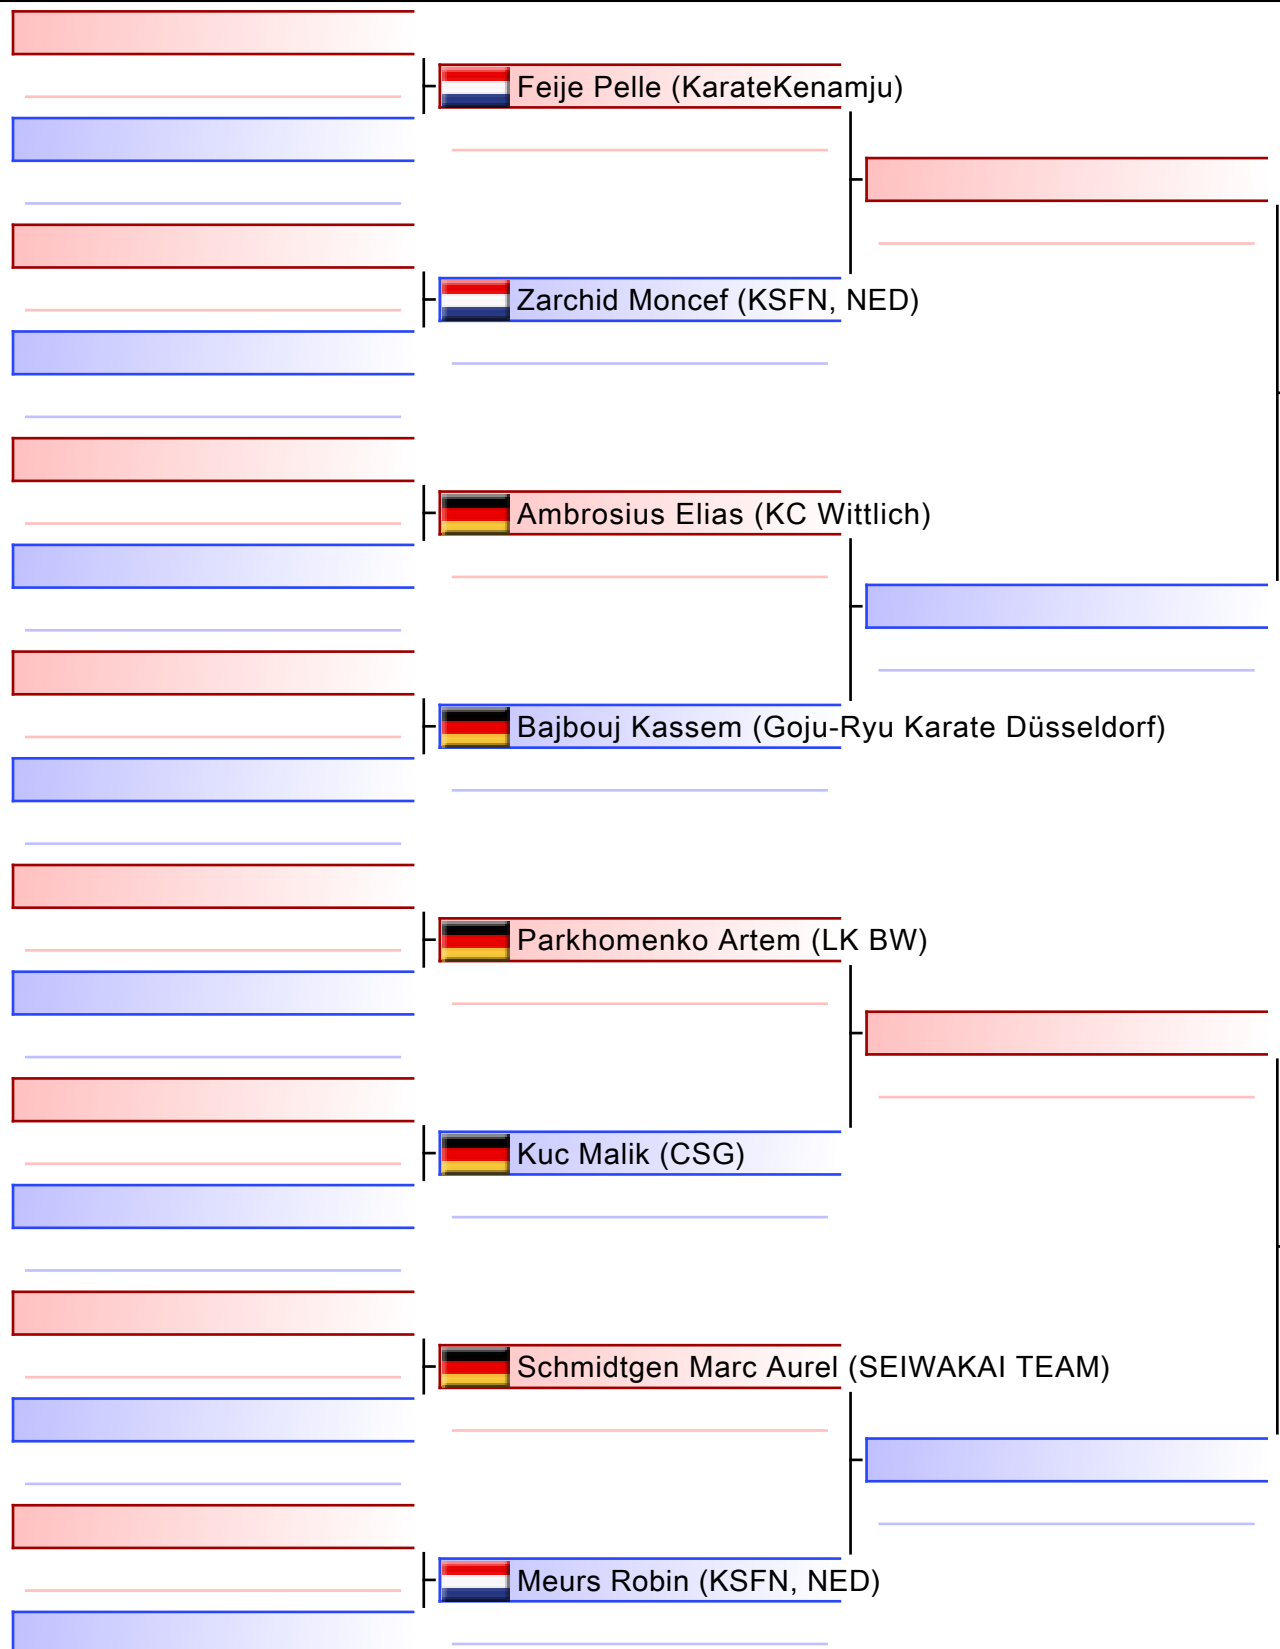 Feije Pelle (KarateKenamju)
Zarchid Moncef (KSFN, NED)
Ambrosius Elias (KC Wittlich)
Bajbouj Kassem (Goju-Ryu Karate Düsseldorf)
Parkhomenko Artem (LK BW)
Kuc Malik (CSG)
Schmidtgen Marc Aurel (SEIWAKAI TEAM)
Meurs Robin (KSFN, NED)